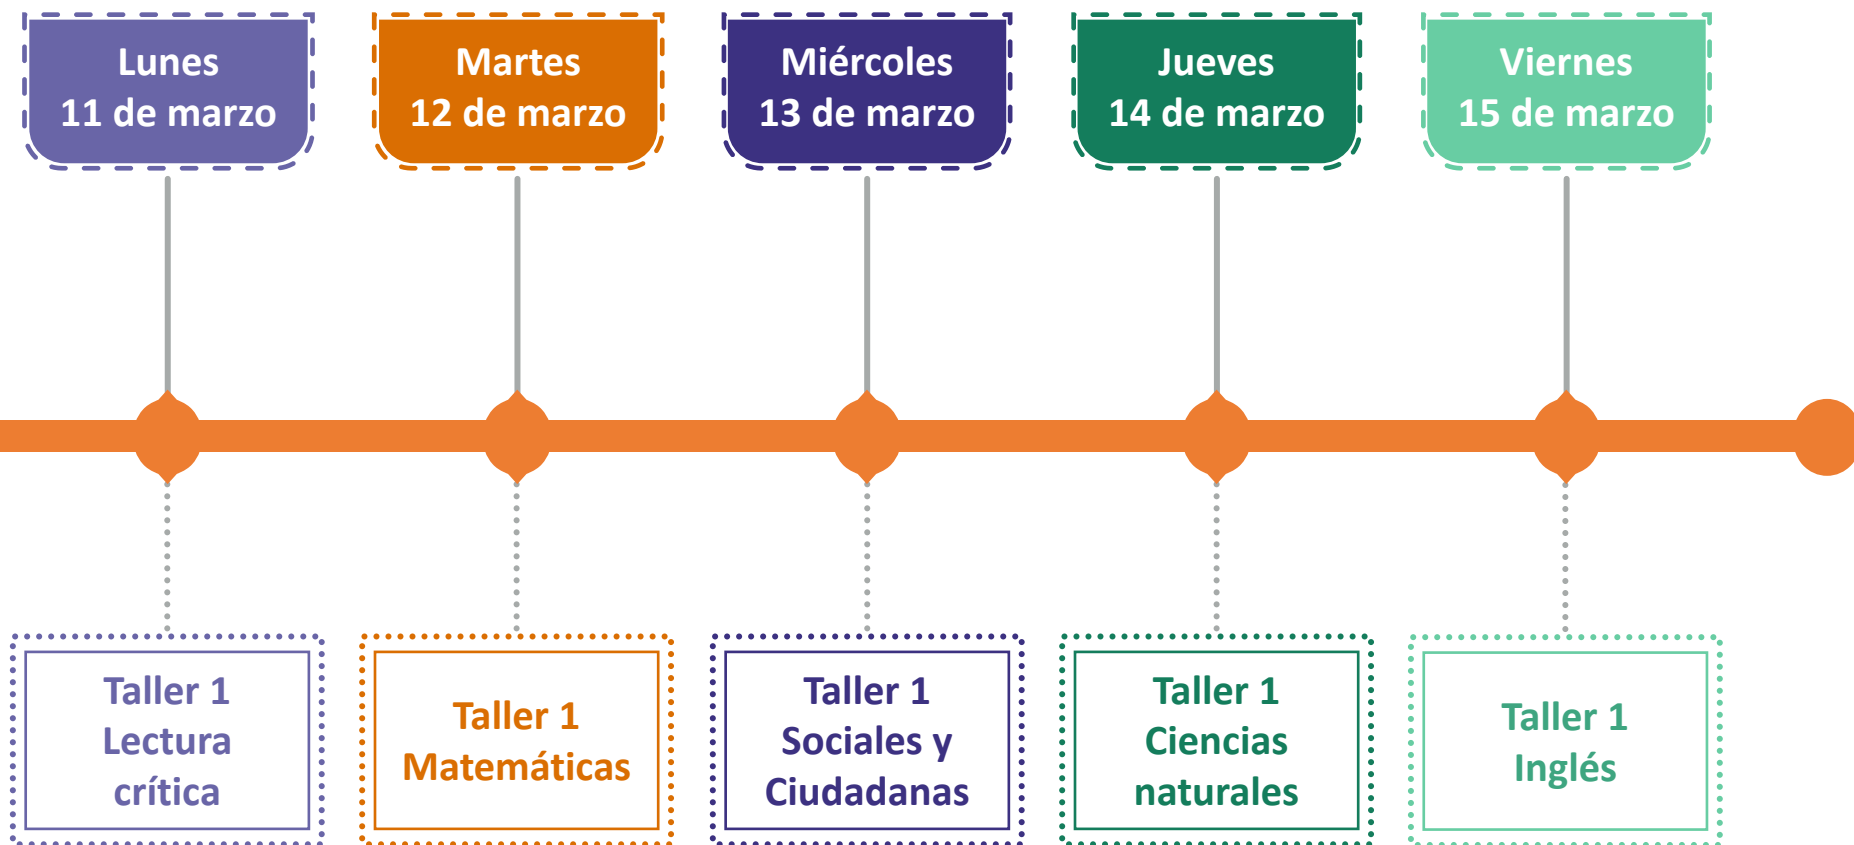 Lunes
11 de marzo
Martes
12 de marzo
Miércoles
13 de marzo
Jueves
14 de marzo
Viernes
15 de marzo
Taller 1
Lectura
crítica
Taller 1
Matemáticas
Taller 1
Sociales y
Ciudadanas
Taller 1
Ciencias
naturales
Taller 1
Inglés